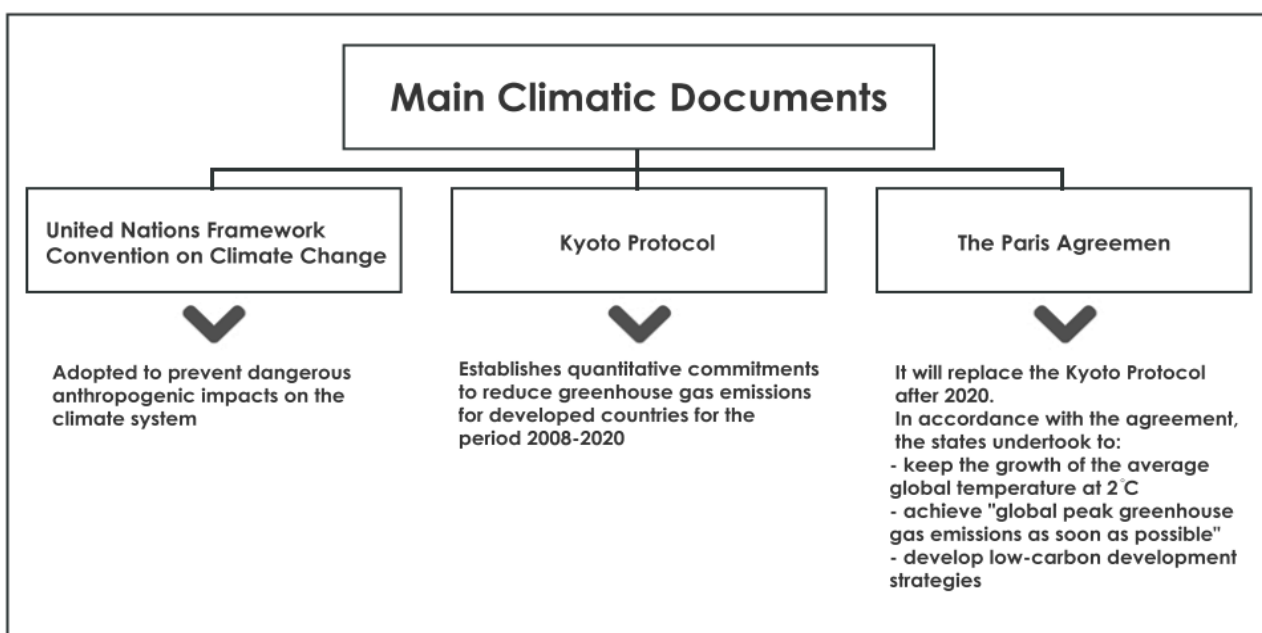 Main Climatic Documents
United Nations Framework
Convention on Climate Change
Kyoto Protocol
The Paris Agreemen
Adopted to prevent dangerous
anthropogenic impacts on the
climate system
Establishes quantitative commitments
to reduce greenhouse gas emissions
for developed countries for the
period 2008-2020
It will replace the Kyoto Protocol
after 2020.
In accordance with the agreement,
the states undertook to:
- keep the growth of the average
global temperature at 2°C
- achieve "global peak greenhouse
gas emissions as soon as possible"
- develop low-carbon development
strategies